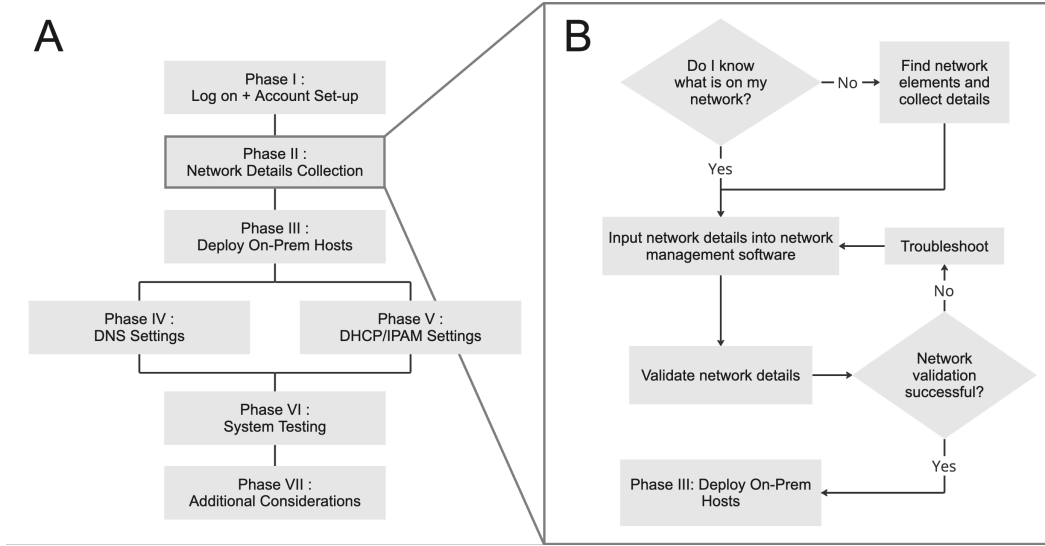 A
Phase I :
Log on + Account Set-up
Phase II :
Network Details Collection
Phase III :
Deploy On-Prem Hosts
Phase IV :
DNS Settings
Phase V :
DHCP/IPAM Settings
Phase VI :
System Testing
Phase VII :
Additional Considerations
B
Do I know
what is on my
network?
No
Find network
elements and
collect details
Yes
Input network details into network
management software
Troubleshoot
No
Validate network details
Network
validation
successful?
Yes
Phase III: Deploy On-Prem
Hosts